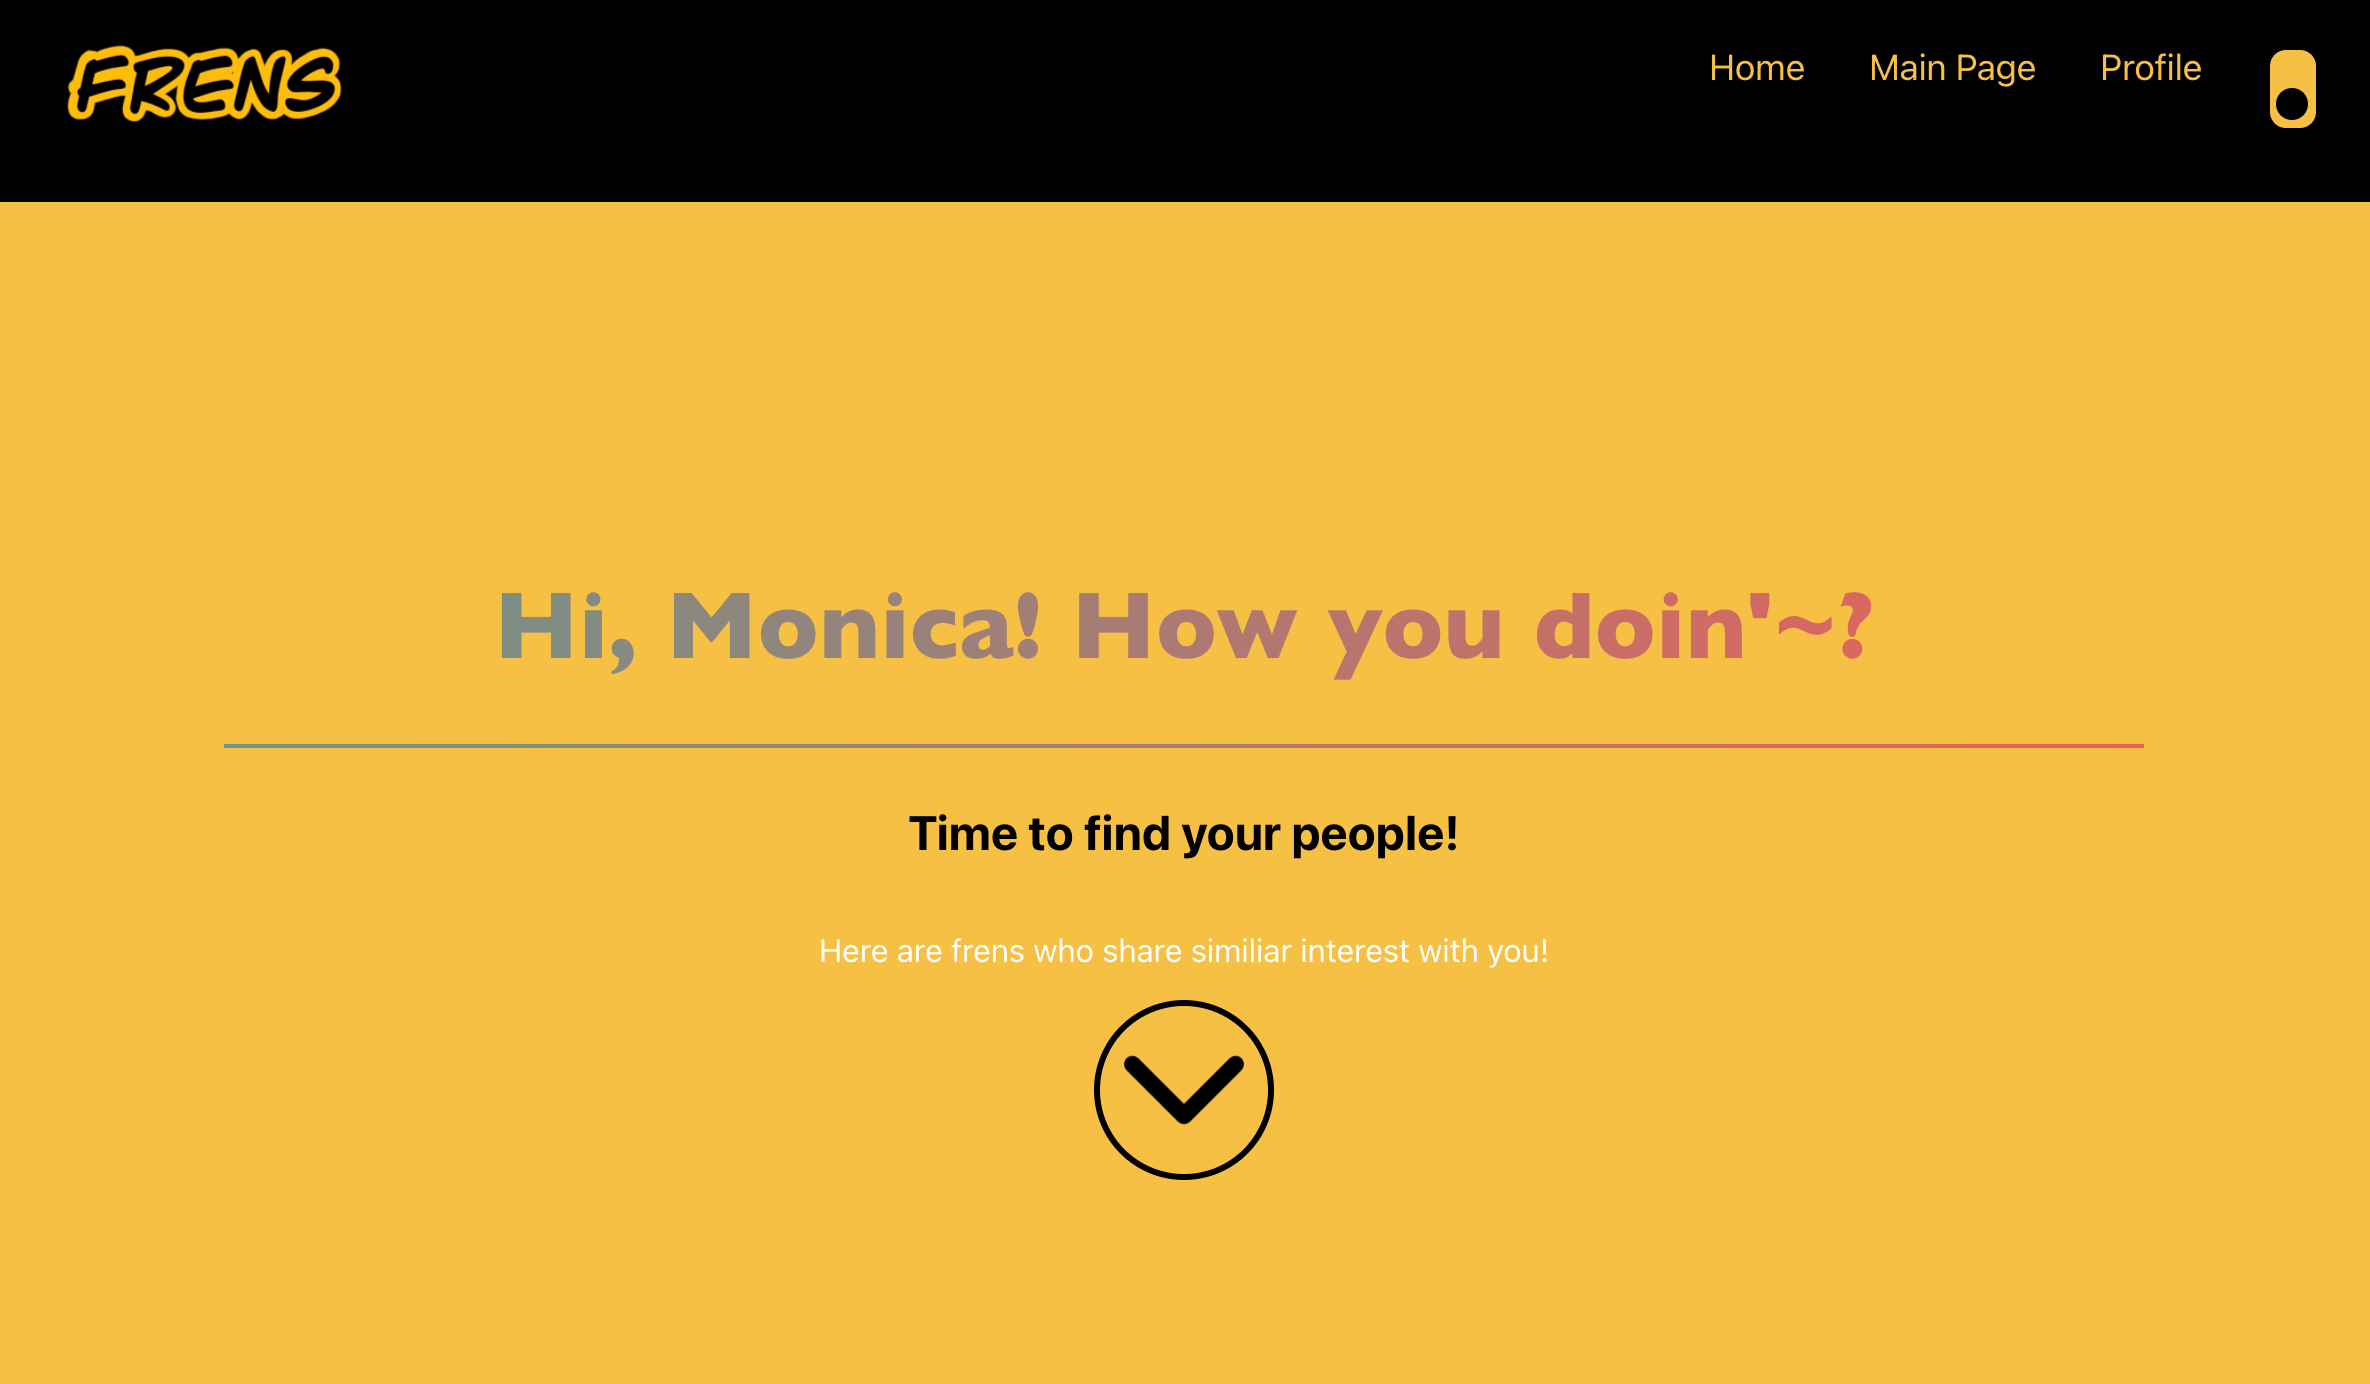 FRENS
Home Main Page Profile
Hi, Monica! How you doin'~?
Time to find your people!
Here are frens who share similiar interest with you!